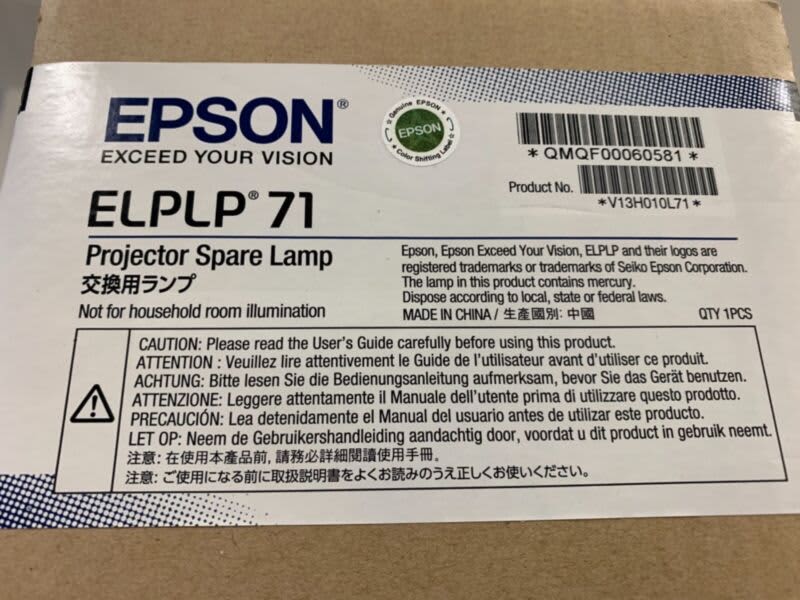 EPSON®
EXCEED YOUR VISION
Genuine EPSON
EPSON
Color Shifting Label
*QMQF00060581*
Product No.
*V13H010L71*
ELPLP® 71
Projector Spare Lamp
交換用ランプ
Not for household room illumination
Epson, Epson Exceed Your Vision, ELPLP and their logos are
registered trademarks or trademarks of Seiko Epson Corporation.
The lamp in this product contains mercury.
Dispose according to local, state or federal laws.
MADE IN CHINA / 生產國別: 中國
QTY 1PCS
CAUTION: Please read the User's Guide carefully before using this product.
ATTENTION : Veuillez lire attentivement le Guide de l'utilisateur avant d'utiliser ce produit.
ACHTUNG: Bitte lesen Sie die Bedienungsanleitung aufmerksam, bevor Sie das Gerät benutzen.
ATTENZIONE: Leggere attentamente il Manuale dell'utente prima di utilizzare questo prodotto.
PRECAUCIÓN: Lea detenidamente el Manual del usuario antes de utilizar este producto.
LET OP: Neem de Gebruikershandleiding aandachtig door, voordat u dit product in gebruik neemt.
注意: 在使用本產品前, 請務必詳細閱讀使用手冊。
注意: ご使用になる前に取扱説明書をよくお読みのうえ正しくお使いください。